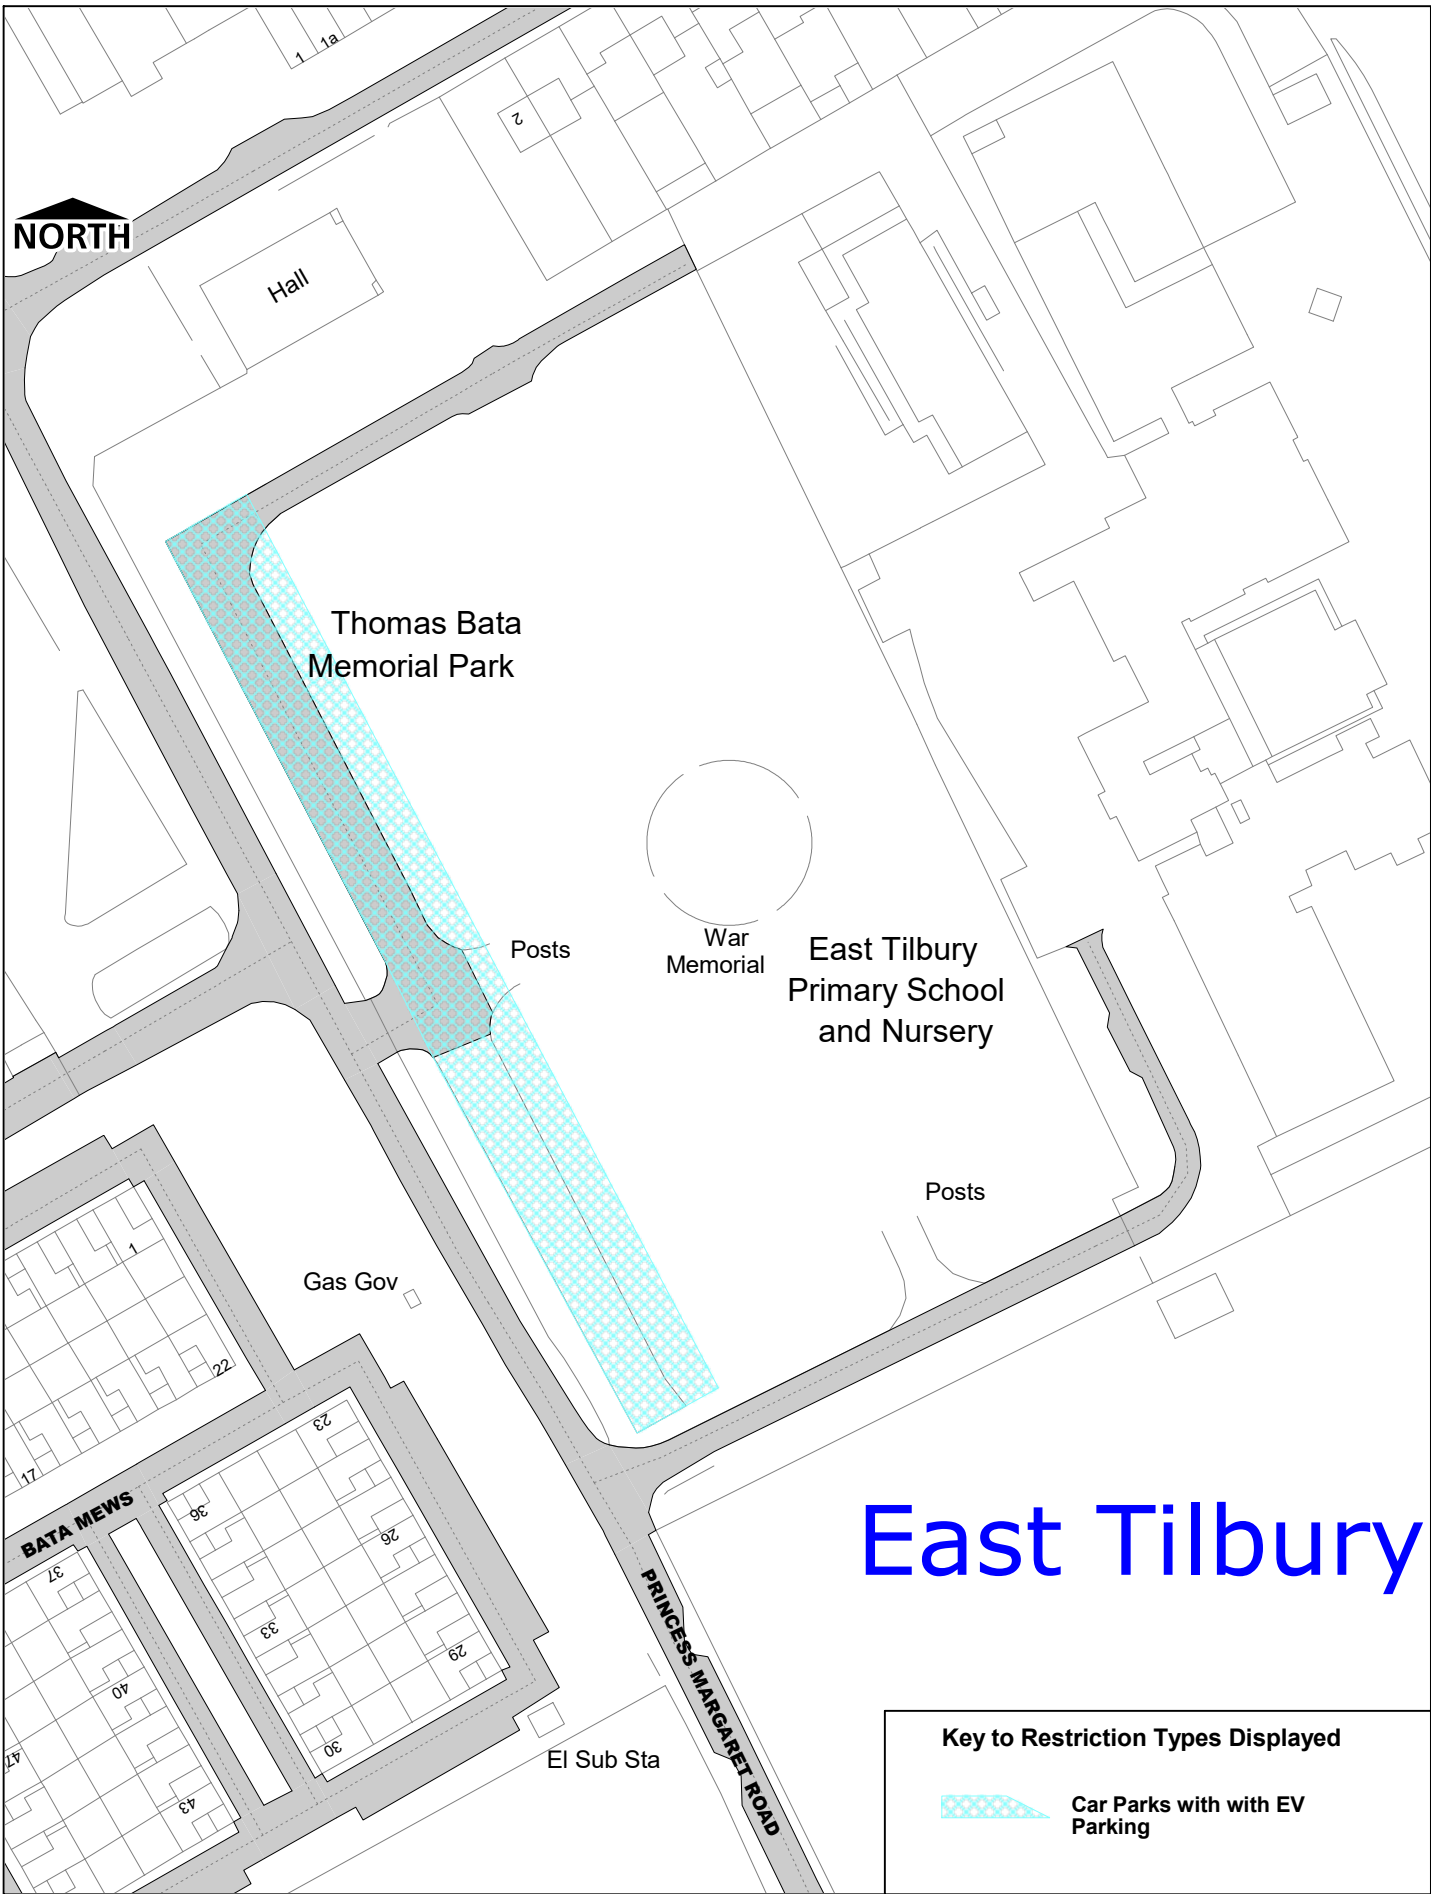 1
1a
2
NORTH
Hall
Thomas Bata
Memorial Park
Posts
War
Memorial
East Tilbury
Primary School
and Nursery
Posts
Gas Gov
1
22
17
23
36
26
BATA MEWS
37
33
29
40
30
47
43
El Sub Sta
PRINCESS MARGARET ROAD
East Tilbury
Key to Restriction Types Displayed
Car Parks with with EV
Parking